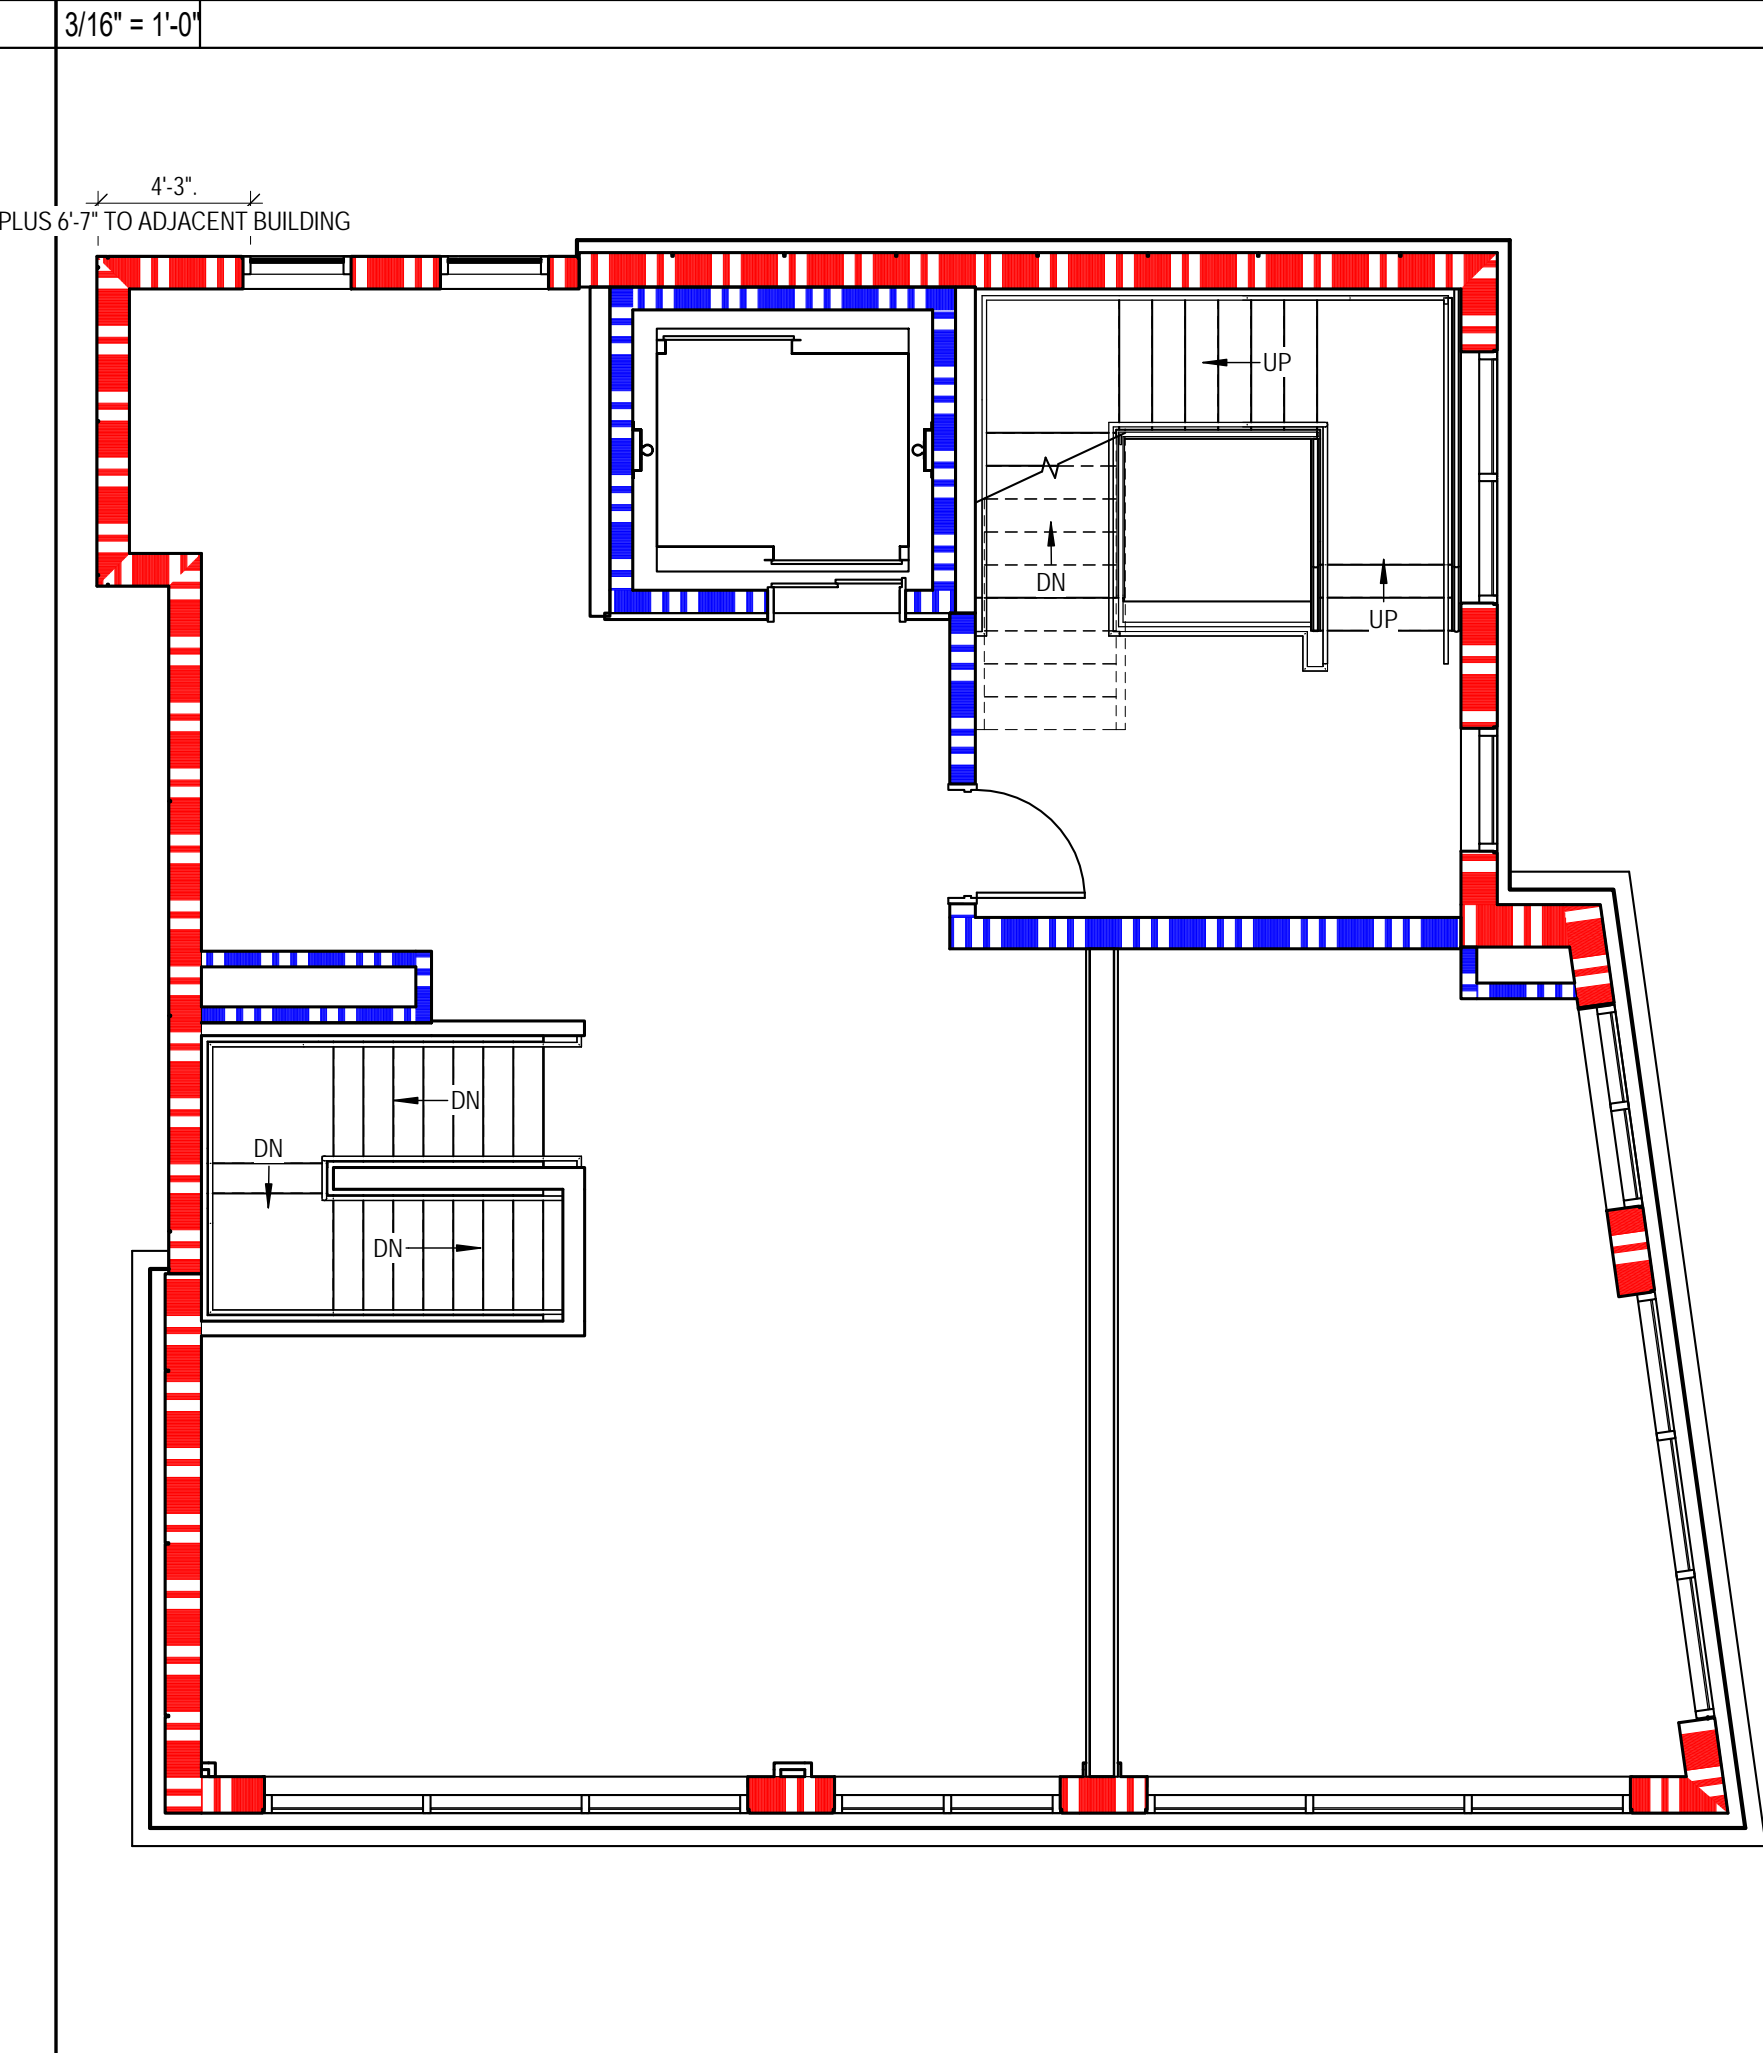 3/16" = 1'-0"
4'-3".
PLUS 6'-7" TO ADJACENT BUILDING
UP
DN
UP
DN
DN
DN